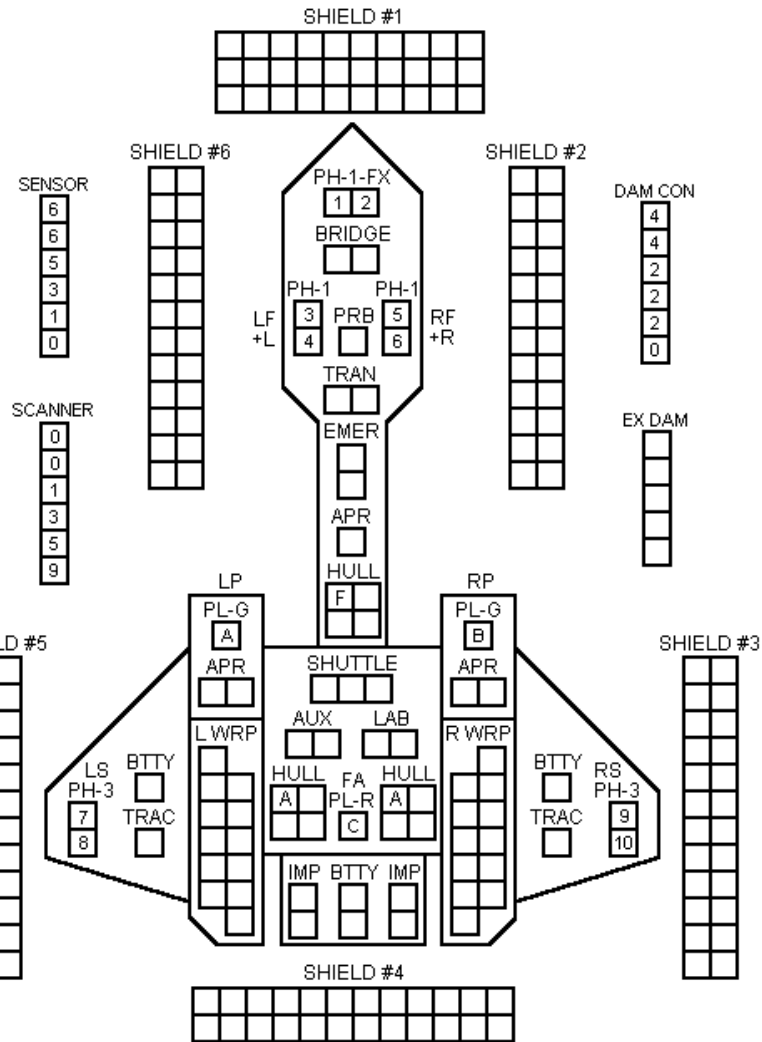 SHIELD #1
SHIELD #6
SHIELD #2
SENSOR
6
6
5
3
1
0
PH-1-FX
1 2
BRIDGE
DAM CON
4
4
2
2
2
0
PH-1
PH-1
LF
+L
3
4
PRB
5
6
RF
+R
TRAN
SCANNER
0
0
1
3
5
9
EMER
EX DAM
APR
HULL
F
LP
RP
PL-G
A
PL-G
B
LD #5
SHIELD #3
APR
SHUTTLE
APR
AUX
LAB
L WRP
R WRP
LS
PH-3
7
8
BTTY
TRAC
HULL
A
FA
PL-R
C
HULL
A
BTTY
TRAC
RS
PH-3
9
10
IMP BTTY IMP
SHIELD #4